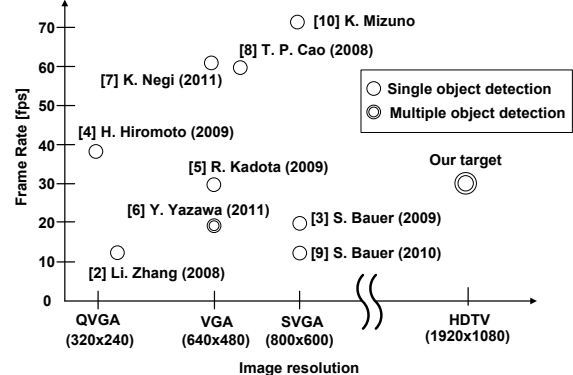 [10] K. Mizuno
[8] T. P. Cao (2008)
[7] K. Negi (2011)
Single object detection
Multiple object detection
[4] H. Hiromoto (2009)
[5] R. Kadota (2009)
Our target
[6] Y. Yazawa (2011)
[3] S. Bauer (2009)
[9] S. Bauer (2010)
[2] Li. Zhang (2008)
Frame Rate [fps]
70
60
50
40
30
20
10
0
QVGA
(320x240)
VGA
(640x480)
SVGA
(800x600)
HDTV
(1920x1080)
Image resolution